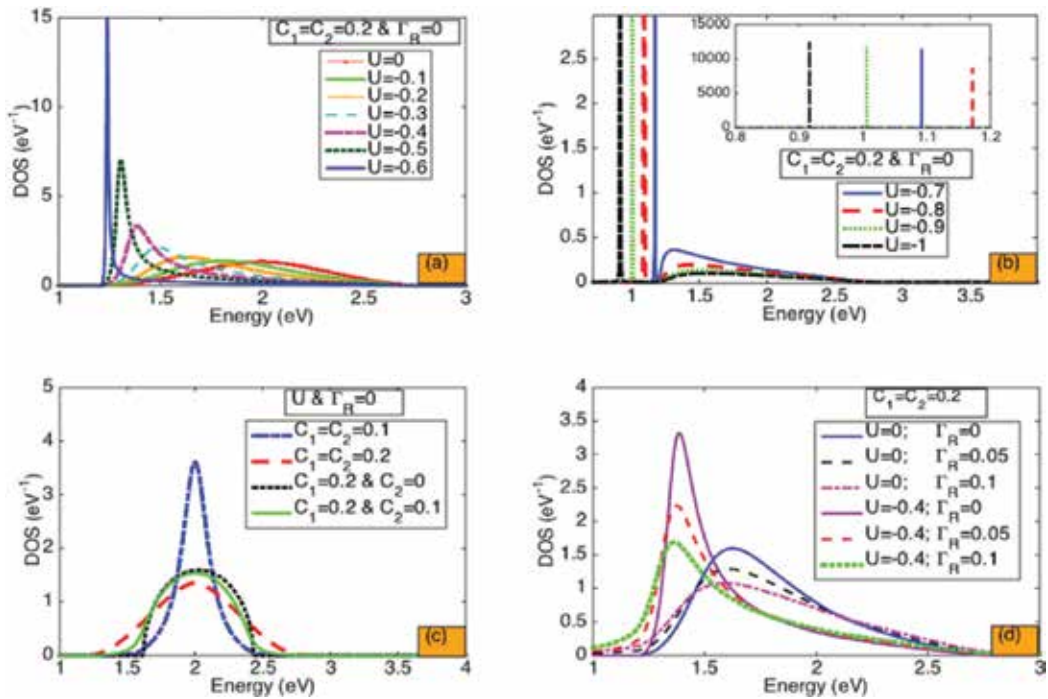 C₁=C₂=0.2 & Γ_R=0
U=0
U=-0.1
U=-0.2
U=-0.3
U=-0.4
U=-0.5
U=-0.6
15
10
5
0
DOS (eV⁻¹)
1 1.5 2 2.5 3
Energy (eV)
(a)
15000
10000
5000
0
0.8 0.9 1 1.1 1.2
C₁=C₂=0.2 & Γ_R=0
U=-0.7
U=-0.8
U=-0.9
U=-1
2.5
2
1.5
1
0.5
0
DOS (eV⁻¹)
1 1.5 2 2.5 3 3.5
Energy (eV)
(b)
U & Γ_R=0
C₁=C₂=0.1
C₁=C₂=0.2
C₁=0.2 & C₂=0
C₁=0.2 & C₂=0.1
5
4
3
2
1
0
DOS (eV⁻¹)
1 1.5 2 2.5 3 3.5 4
Energy (eV)
(c)
C₁=C₂=0.2
U=0; Γ_R=0
U=0; Γ_R=0.05
U=0; Γ_R=0.1
U=-0.4; Γ_R=0
U=-0.4; Γ_R=0.05
U=-0.4; Γ_R=0.1
4
3.5
3
2.5
2
1.5
1
0.5
0
DOS (eV⁻¹)
1 1.5 2 2.5 3
Energy (eV)
(d)